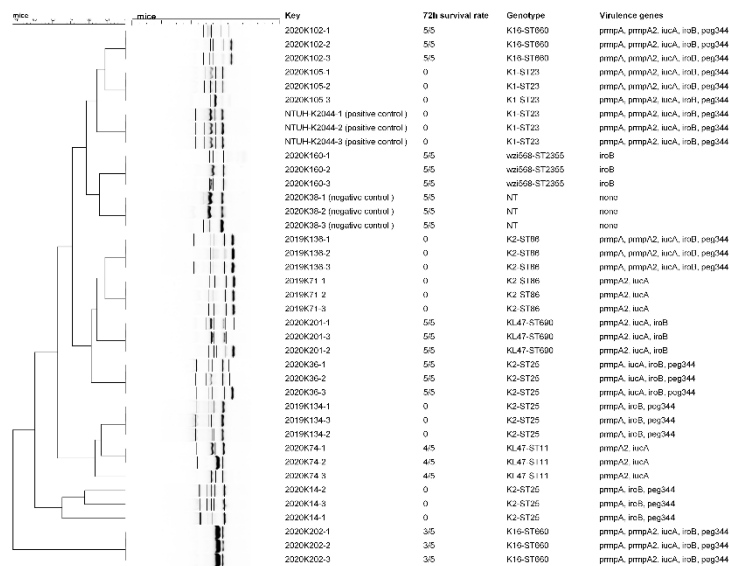 mice
mice
Key 72h survival rate Genotype Virulence genes
2020K102-1 5/5 K16-ST660 prmpA, prmpA2, iucA, iroB, peg344
2020K102-2 5/5 K16-ST660 prmpA, prmpA2, iucA, iroB, peg344
2020K102-3 5/5 K16-ST660 prmpA, prmpA2, iucA, iroB, peg344
2020K105-1 0 K1-ST23 prmpA, prmpA2, iucA, iroB, peg344
2020K105-2 0 K1-ST23 prmpA, prmpA2, iucA, iroB, peg344
2020K105-3 0 K1-ST23 prmpA, prmpA2, iucA, iroB, peg344
NTUH-K2044-1 (positive control) 0 K1-ST23 prmpA, prmpA2, iucA, iroB, peg344
NTUH-K2044-2 (positive control) 0 K1-ST23 prmpA, prmpA2, iucA, iroB, peg344
NTUH-K2044-3 (positive control) 0 K1-ST23 prmpA, prmpA2, iucA, iroB, peg344
2020K160-1 5/5 wzi568-ST2355 iroB
2020K160-2 5/5 wzi568-ST2355 iroB
2020K160-3 5/5 wzi568-ST2355 iroB
2020K38-1 (negative control) 5/5 NT none
2020K38-2 (negative control) 5/5 NT none
2020K38-3 (negative control) 5/5 NT none
2019K136-1 0 K2-ST86 prmpA, prmpA2, iucA, iroB, peg344
2019K136-2 0 K2-ST86 prmpA, prmpA2, iucA, iroB, peg344
2019K136-3 0 K2-ST86 prmpA, prmpA2, iucA, iroB, peg344
2019K71-1 0 K2-ST86 prmpA2, iucA
2019K71-2 0 K2-ST86 prmpA2, iucA
2019K71-3 0 K2-ST86 prmpA2, iucA
2020K201-1 5/5 KL47-ST690 prmpA2, iucA, iroB
2020K201-3 5/5 KL47-ST690 prmpA2, iucA, iroB
2020K201-2 5/5 KL47-ST690 prmpA2, iucA, iroB
2020K36-1 5/5 K2-ST25 prmpA, iucA, iroB, peg344
2020K36-2 5/5 K2-ST25 prmpA, iucA, iroB, peg344
2020K36-3 5/5 K2-ST25 prmpA, iucA, iroB, peg344
2019K134-1 0 K2-ST25 prmpA, iroB, peg344
2019K134-3 0 K2-ST25 prmpA, iroB, peg344
2019K134-2 0 K2-ST25 prmpA, iroB, peg344
2020K74-1 4/5 KL47-ST11 prmpA2, iucA
2020K74-2 4/5 KL47-ST11 prmpA2, iucA
2020K74-3 4/5 KL47-ST11 prmpA2, iucA
2020K14-2 0 K2-ST25 prmpA, iroB, peg344
2020K14-3 0 K2-ST25 prmpA, iroB, peg344
2020K14-1 0 K2-ST25 prmpA, iroB, peg344
2020K202-1 3/5 K16-ST660 prmpA, prmpA2, iucA, iroB, peg344
2020K202-2 3/5 K16-ST660 prmpA, prmpA2, iucA, iroB, peg344
2020K202-3 3/5 K16-ST660 prmpA, prmpA2, iucA, iroB, peg344